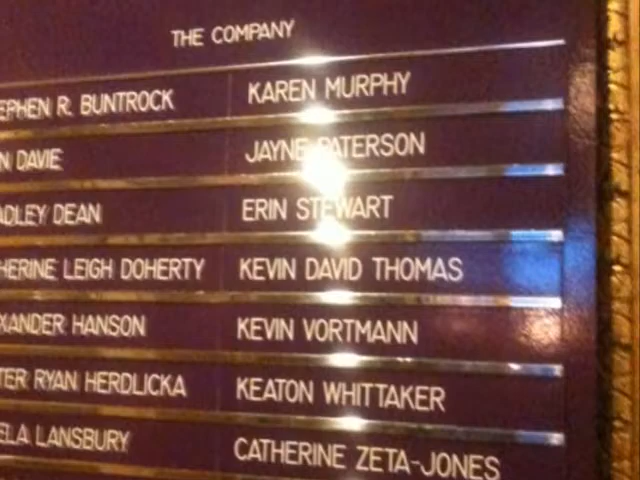 THE COMPANY
EPHEN R. BUNTROCK KAREN MURPHY
N DAVIE JAYNE PATERSON
ADLEY DEAN ERIN STEWART
HERINE LEIGH DOHERTY KEVIN DAVID THOMAS
XANDER HANSON KEVIN VORTMANN
TER RYAN HERDLICKA KEATON WHITTAKER
ELA LANSBURY CATHERINE ZETA-JONES